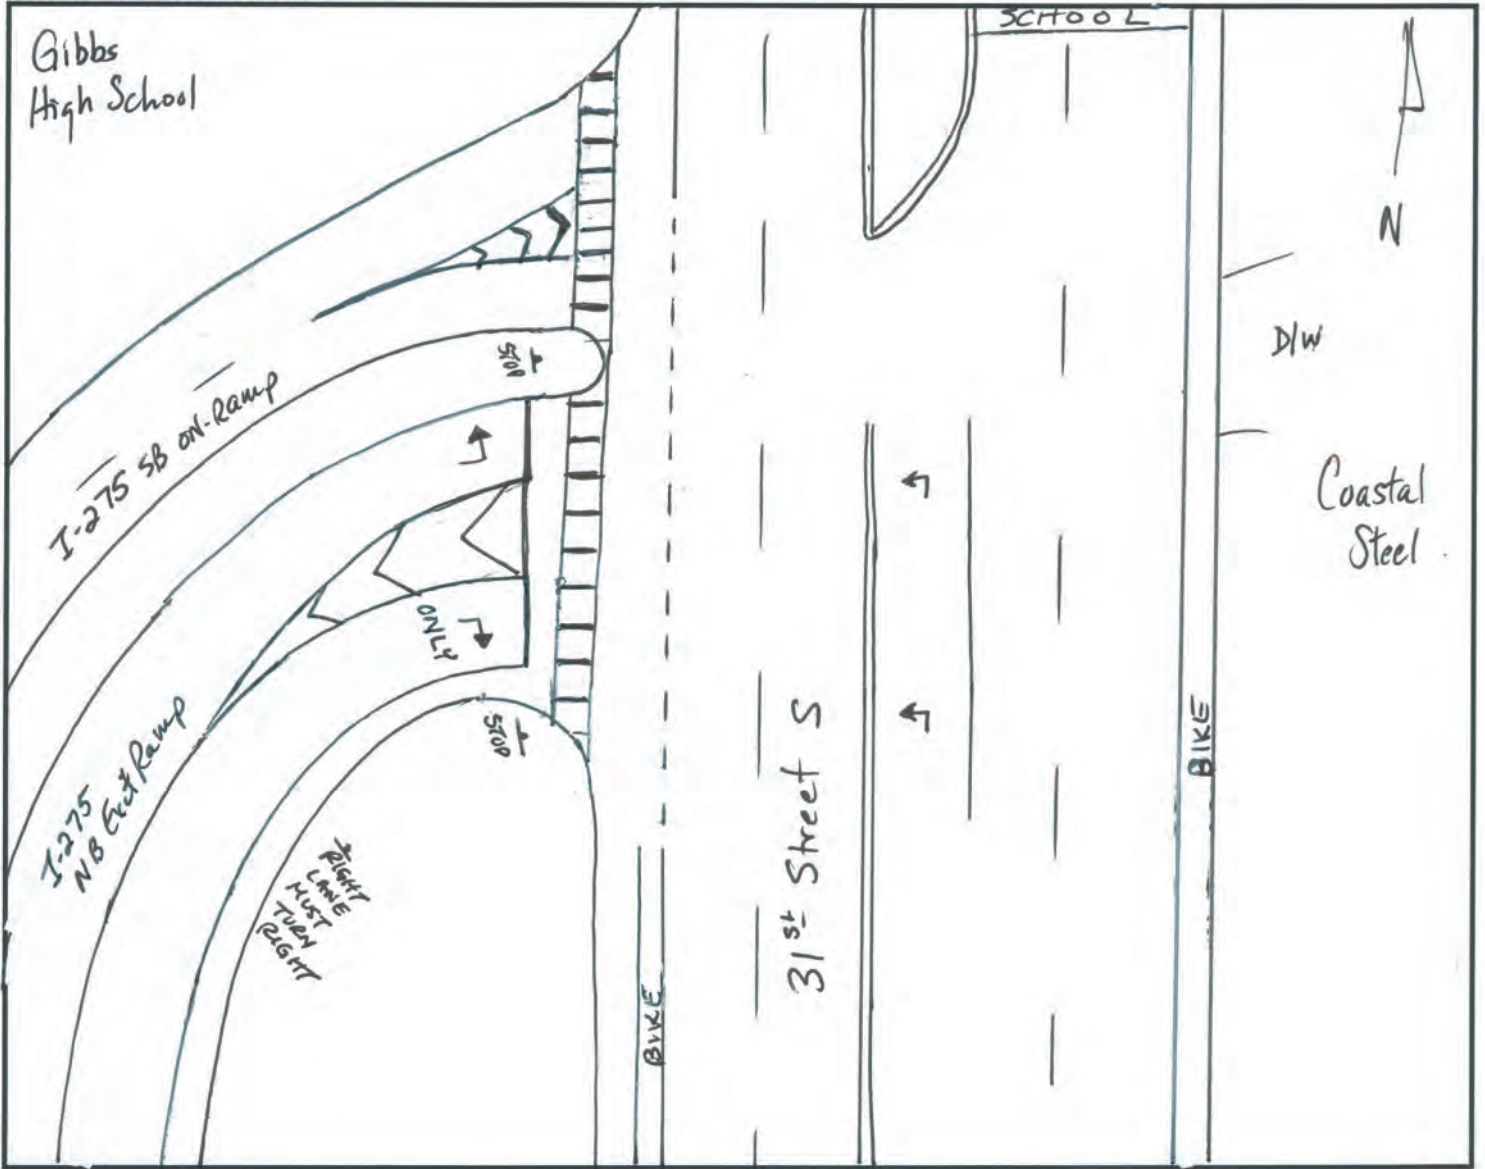 Gibbs
High School
SCHOOL
N
D/W
Coastal
Steel
STOP
I-275 SB ON-Ramp
ONLY
I-275
NB Exit Ramp
STOP
RIGHT
LANE
MUST
TURN
RIGHT
31st Street S
BIKE
BIKE